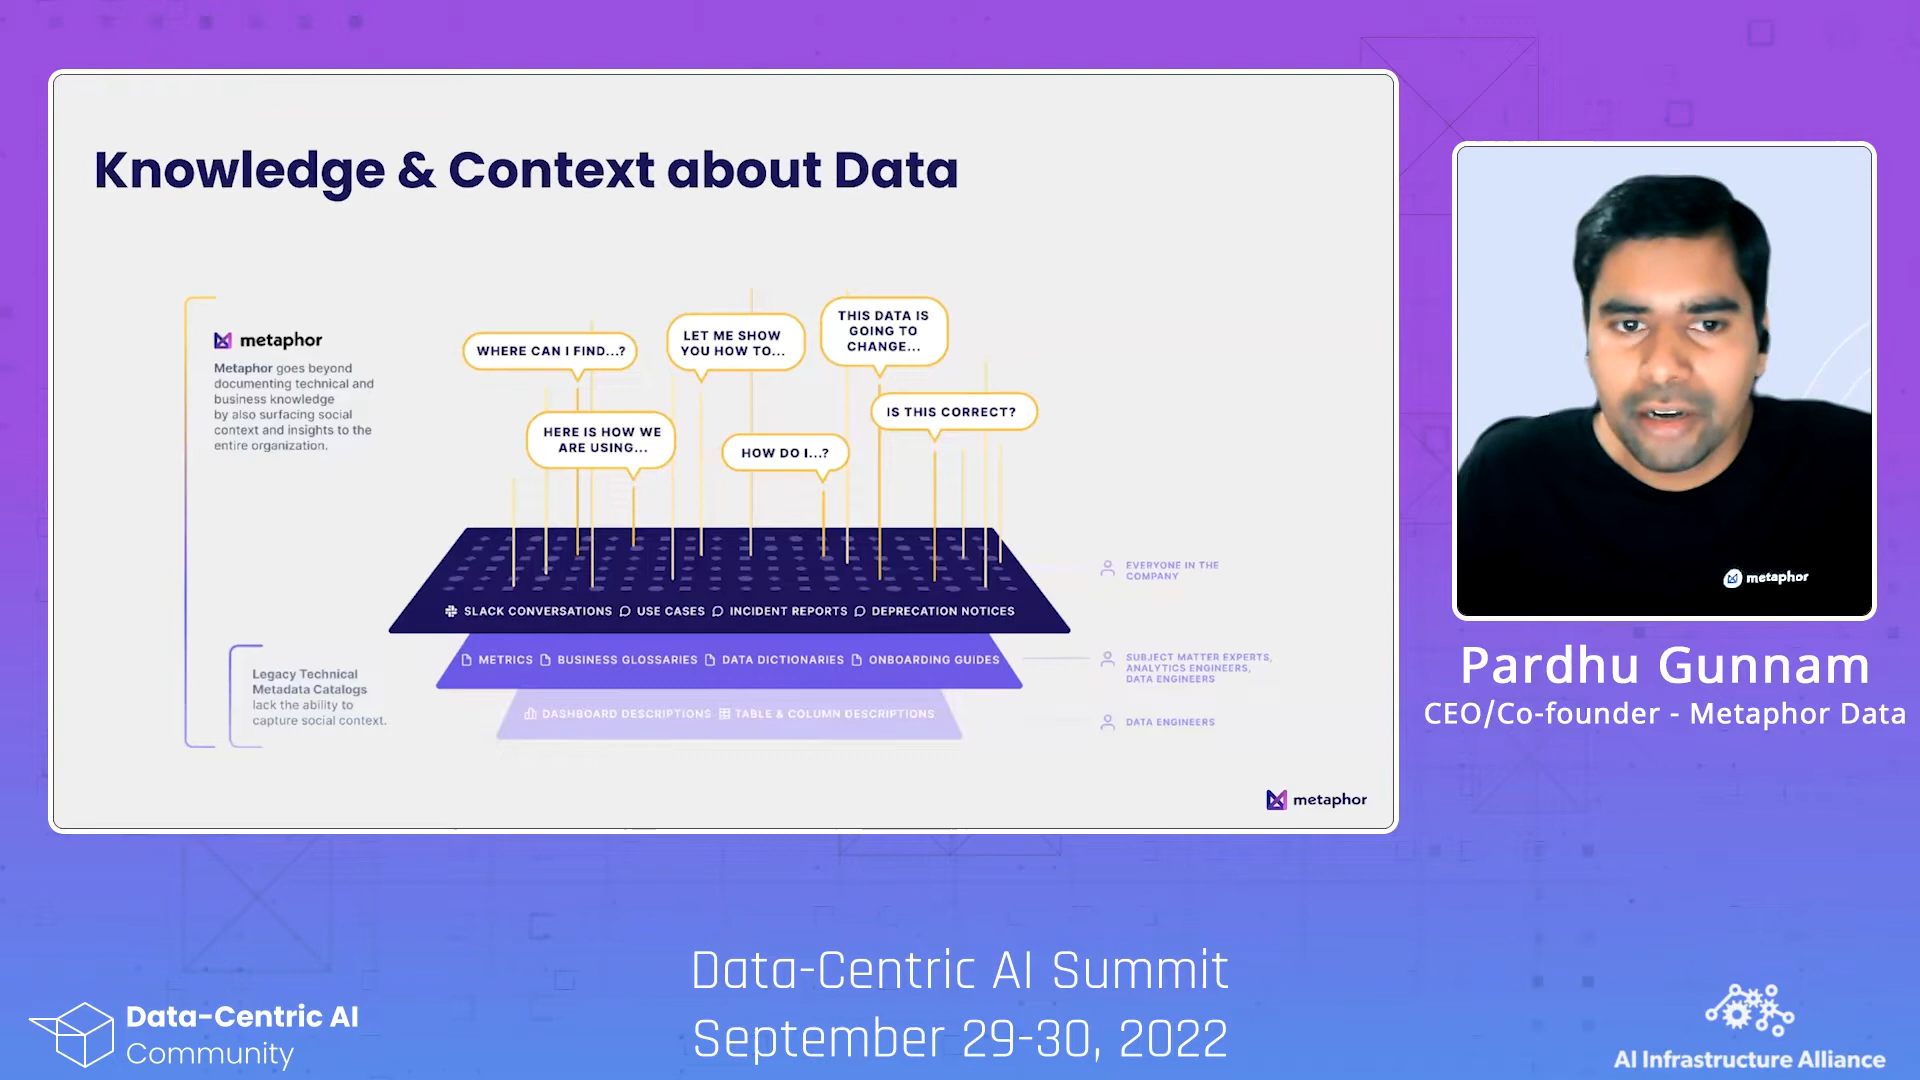 Knowledge & Context about Data
metaphor
Metaphor goes beyond
documenting technical and
business knowledge
by also surfacing social
context and insights to the
entire organization.
WHERE CAN I FIND...?
LET ME SHOW
YOU HOW TO...
THIS DATA IS
GOING TO
CHANGE...
HERE IS HOW WE
ARE USING...
HOW DO I...?
IS THIS CORRECT?
SLACK CONVERSATIONS USE CASES INCIDENT REPORTS DEPRECATION NOTICES
METRICS BUSINESS GLOSSARIES DATA DICTIONARIES ONBOARDING GUIDES
DASHBOARD DESCRIPTIONS TABLE & COLUMN DESCRIPTIONS
EVERYONE IN THE
COMPANY
SUBJECT MATTER EXPERTS,
ANALYTICS ENGINEERS,
DATA ENGINEERS
DATA ENGINEERS
Legacy Technical
Metadata Catalogs
lack the ability to
capture social context.
metaphor
metaphor
Pardhu Gunnam
CEO/Co-founder - Metaphor Data
Data-Centric AI Summit
September 29-30, 2022
Data-Centric AI
Community
AI Infrastructure Alliance